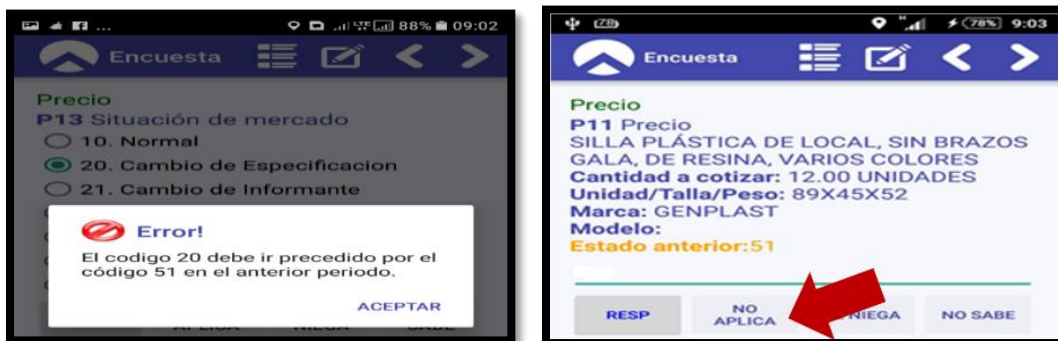 ... 88% 09:02
Encuesta
Precio
P13 Situación de mercado
10. Normal
20. Cambio de Especificacion
21. Cambio de Informante
Error!
El codigo 20 debe ir precedido por el
código 51 en el anterior periodo.
ACEPTAR
78 78% 9:03
Encuesta
Precio
P11 Precio
SILLA PLÁSTICA DE LOCAL, SIN BRAZOS
GALA, DE RESINA, VARIOS COLORES
Cantidad a cotizar: 12.00 UNIDADES
Unidad/Talla/Peso: 89X45X52
Marca: GENPLAST
Modelo:
Estado anterior:51
RESP
NO
APLICA
NIEGA
NO SABE